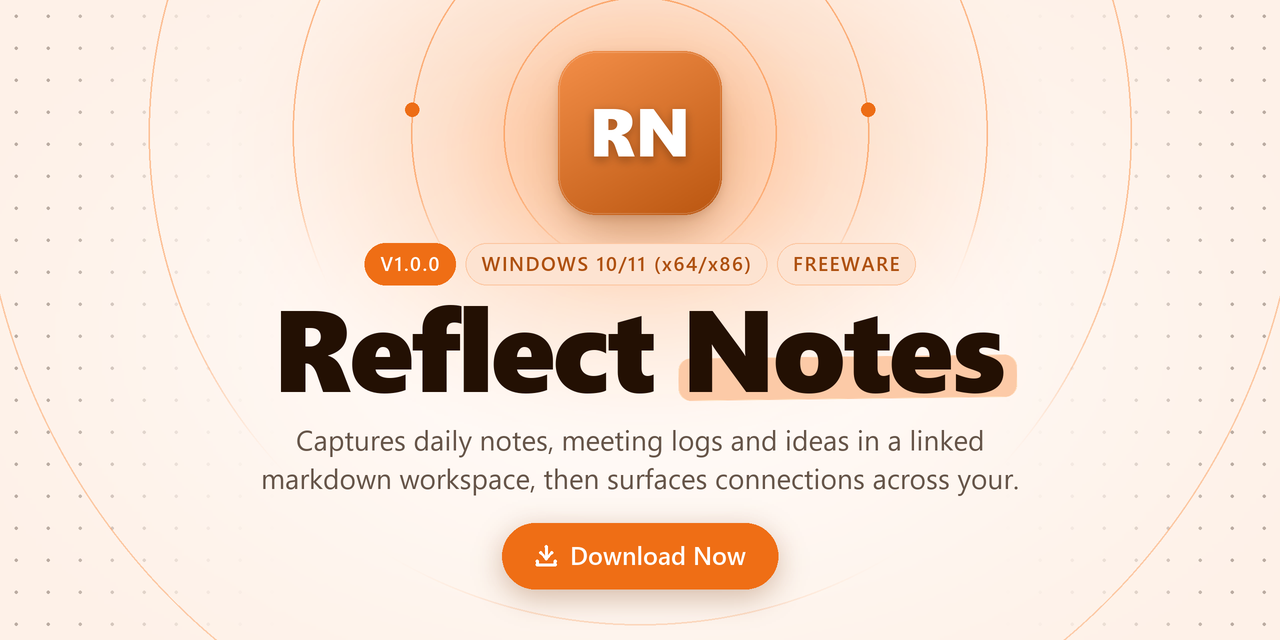 RN
V1.0.0 WINDOWS 10/11 (x64/x86) FREEWARE
Reflect Notes
Captures daily notes, meeting logs and ideas in a linked
markdown workspace, then surfaces connections across your.
Download Now